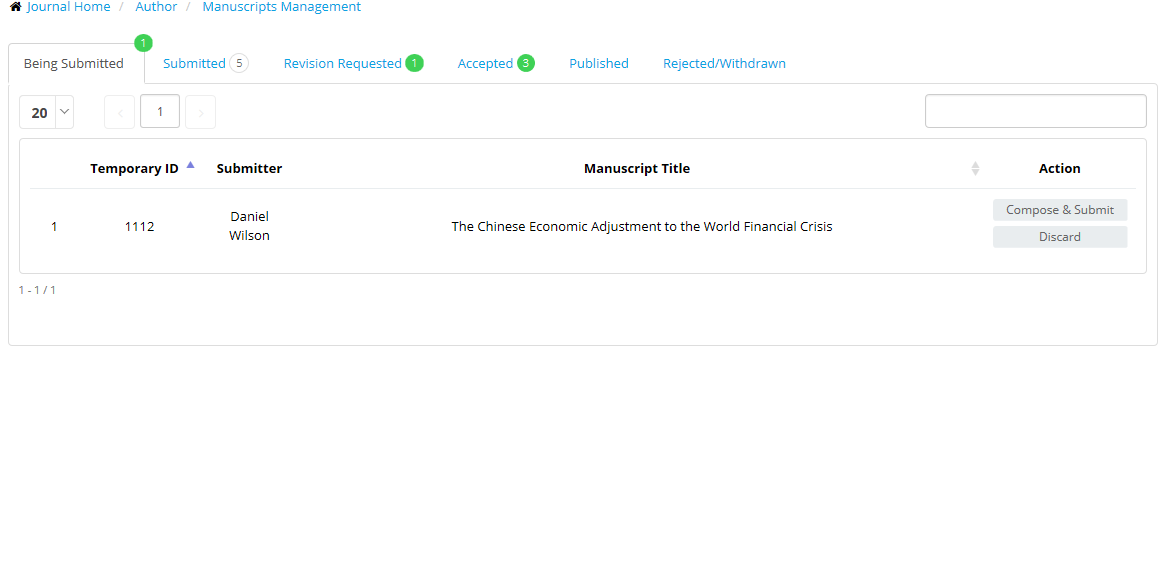 Journal Home / Author / Manuscripts Management
1
Being Submitted Submitted 5 Revision Requested 1 Accepted 3 Published Rejected/Withdrawn
20 ‹ 1 ›
Temporary ID Submitter Manuscript Title Action
1 1112 Daniel Wilson The Chinese Economic Adjustment to the World Financial Crisis Compose & Submit
Discard
1 - 1 / 1